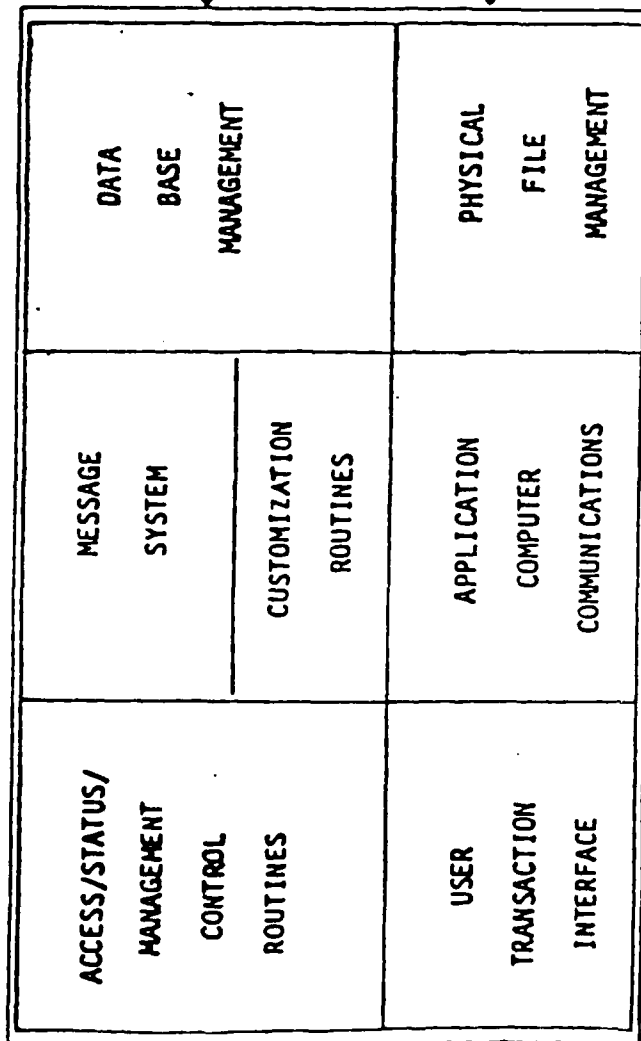 ACCESS/STATUS/
MANAGEMENT
CONTROL
ROUTINES
MESSAGE
SYSTEM
CUSTOMIZATION
ROUTINES
DATA
BASE
MANAGEMENT
USER
TRANSACTION
INTERFACE
APPLICATION
COMPUTER
COMMUNICATIONS
PHYSICAL
FILE
MANAGEMENT